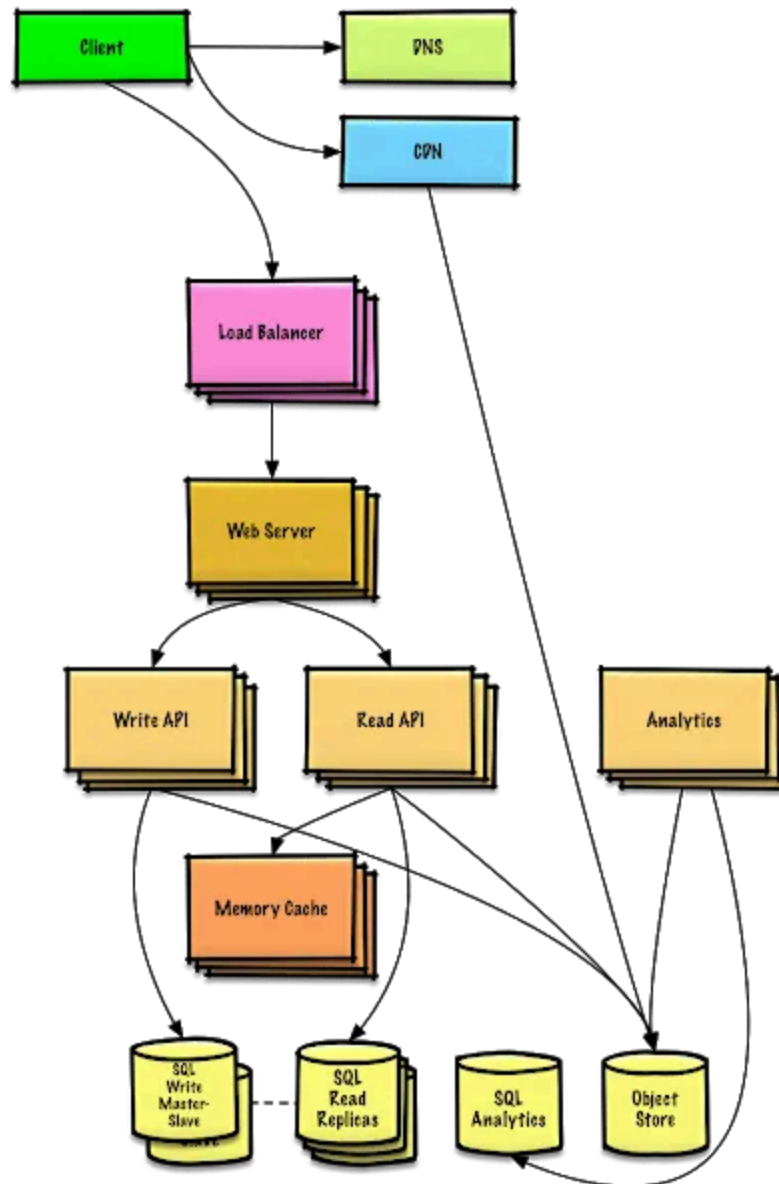 Client
DNS
CDN
Load Balancer
Web Server
Write API
Read API
Analytics
Memory Cache
SQL
Write
Master-
Slave
Slave
SQL
Read
Replicas
SQL
Analytics
Object
Store